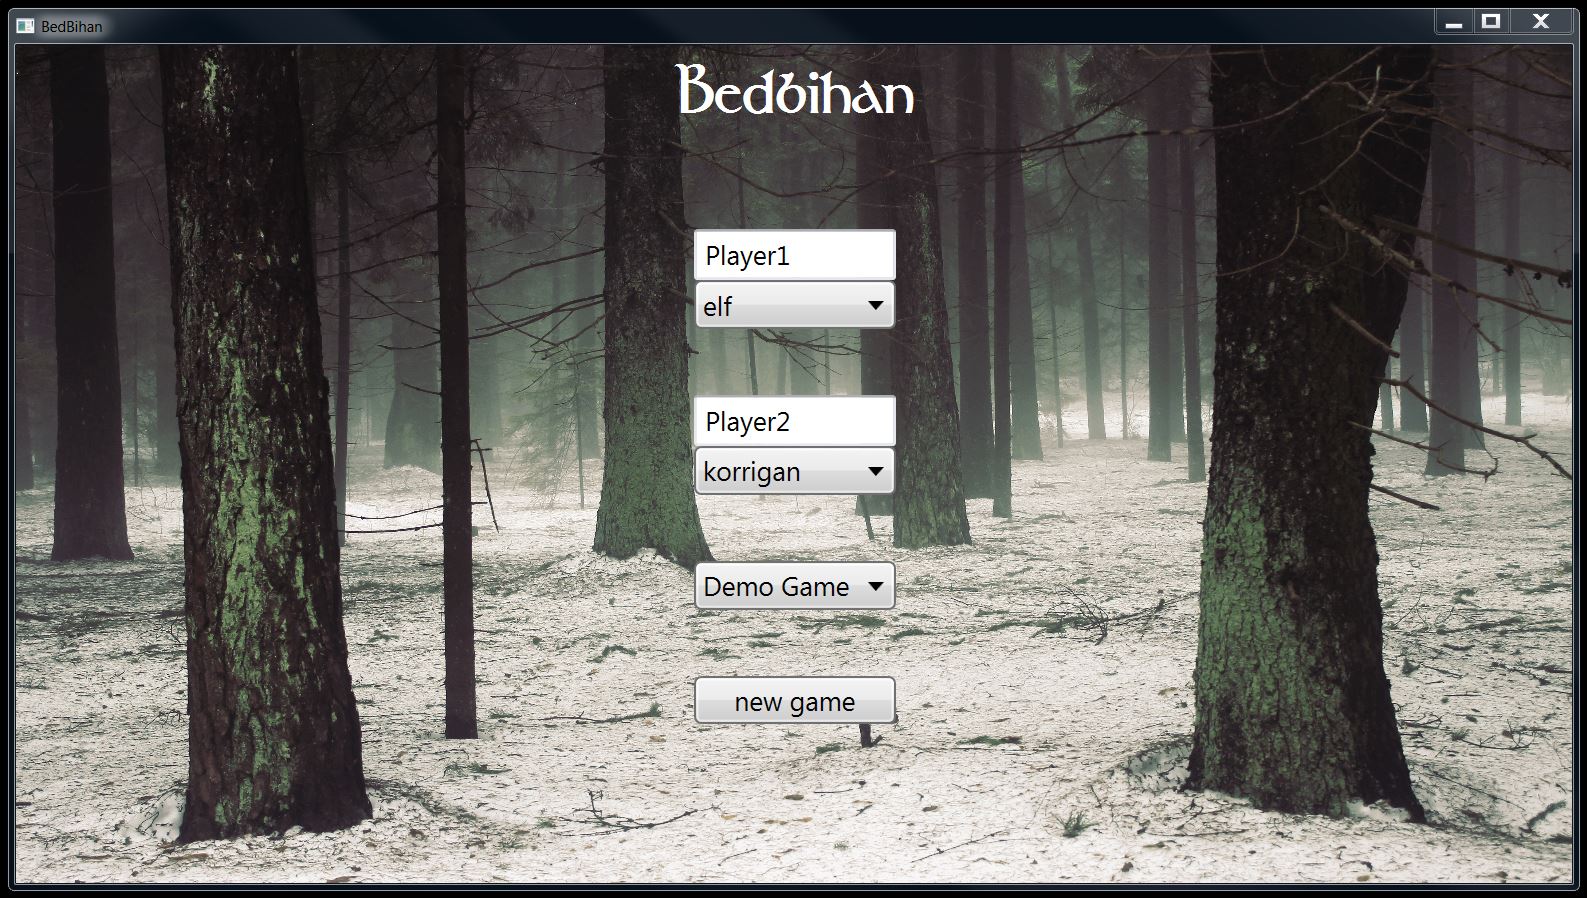 BedBihan
Bedbihan
Player1
elf
Player2
korrigan
Demo Game
new game